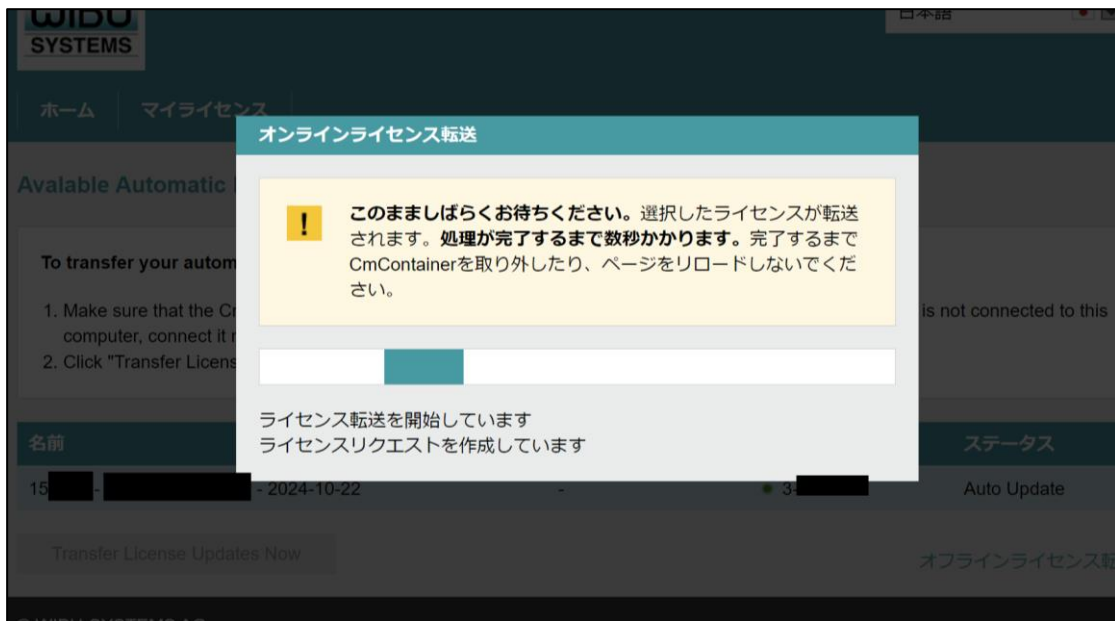 WIBU
SYSTEMS
日本語
ホーム
マイライセンス
オンラインライセンス転送
Avalable Automatic
このまましばらくお待ちください。選択したライセンスが転送
されます。処理が完了するまで数秒かかります。完了するまで
CmContainerを取り外したり、ページをリロードしないでくだ
さい。
To transfer your autom
1. Make sure that the Cm
is not connected to this
computer, connect it
2. Click "Transfer Licens
ライセンス転送を開始しています
ライセンスリクエストを作成しています
名前
ステータス
15 - - 2024-10-22 - 3- Auto Update
Transfer License Updates Now
オフラインライセンス転
© WIBU-SYSTEMS AG